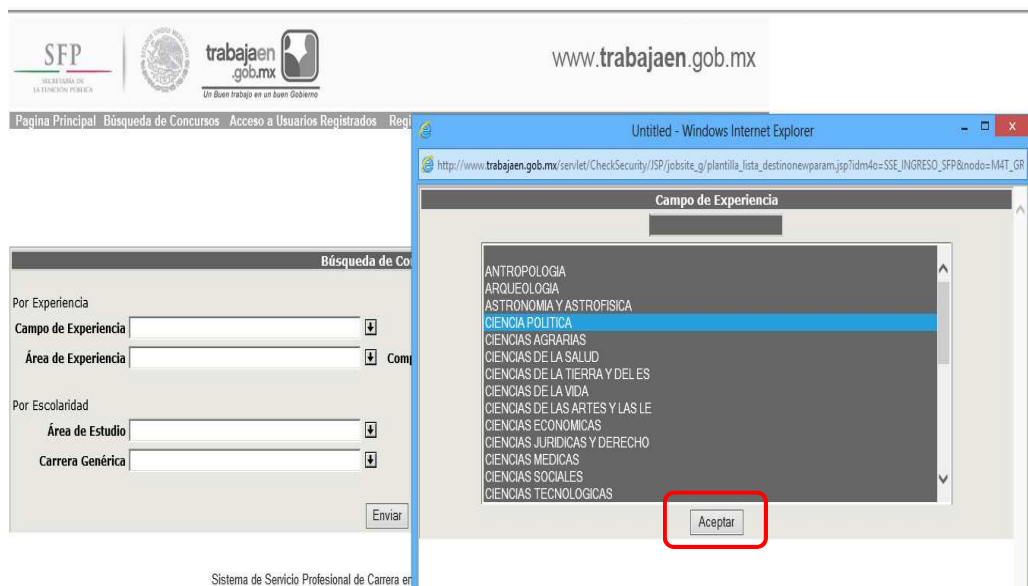 SFP
SECRETARÍA DE
LA FUNCIÓN PÚBLICA
trabajaen
.gob.mx
Un Buen trabajo en un buen Gobierno
www.trabajaen.gob.mx
Pagina Principal Búsqueda de Concursos Acceso a Usuarios Registrados Regi
Untitled - Windows Internet Explorer
http://www.trabajaen.gob.mx/servlet/CheckSecurity/JSP/jobsite_g/plantilla_lista_destinonewparam.jsp?idm4o=SSE_INGRESO_SFP&nodo=M4T_GR
Campo de Experiencia
ANTROPOLOGIA
ARQUEOLOGIA
ASTRONOMIA Y ASTROFISICA
CIENCIA POLITICA
CIENCIAS AGRARIAS
CIENCIAS DE LA SALUD
CIENCIAS DE LA TIERRA Y DEL ES
CIENCIAS DE LA VIDA
CIENCIAS DE LAS ARTES Y LAS LE
CIENCIAS ECONOMICAS
CIENCIAS JURIDICAS Y DERECHO
CIENCIAS MEDICAS
CIENCIAS SOCIALES
CIENCIAS TECNOLOGICAS
Aceptar
Búsqueda de Co
Por Experiencia
Campo de Experiencia
Área de Experiencia Comp
Por Escolaridad
Área de Estudio
Carrera Genérica
Enviar
Sistema de Servicio Profesional de Carrera en